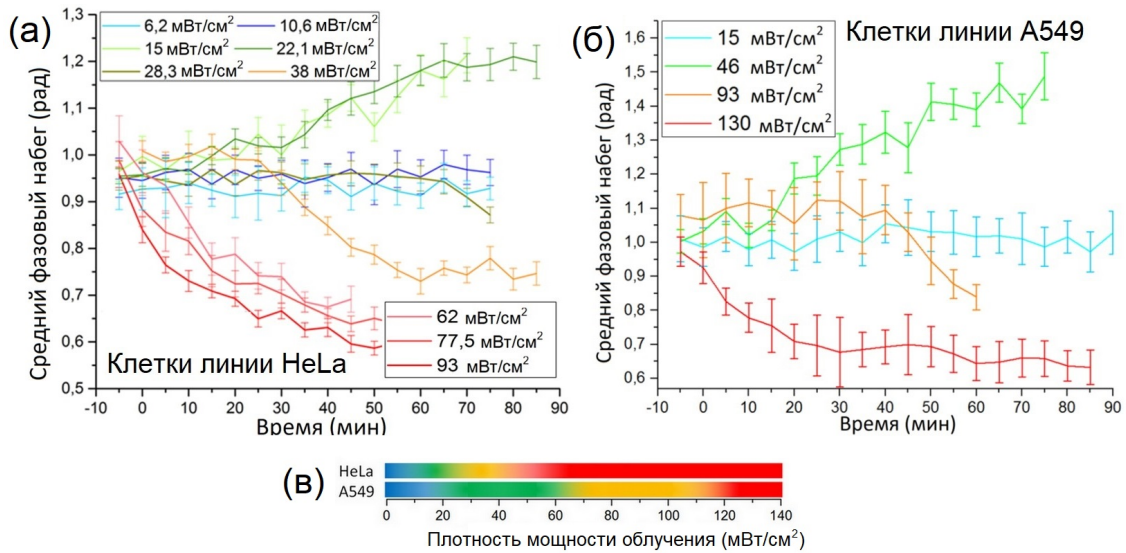 (а)
6,2 мВт/см² 10,6 мВт/см²
15 мВт/см² 22,1 мВт/см²
28,3 мВт/см² 38 мВт/см²
Средний фазовый набег (рад)
1,3
1,2
1,1
1,0
0,9
0,8
0,7
0,6
0,5
62 мВт/см²
77,5 мВт/см²
93 мВт/см²
Клетки линии HeLa
-10 0 10 20 30 40 50 60 70 80 90
Время (мин)
(б)
Клетки линии A549
15 мВт/см²
46 мВт/см²
93 мВт/см²
130 мВт/см²
Средний фазовый набег (рад)
1,6
1,5
1,4
1,3
1,2
1,1
1,0
0,9
0,8
0,7
0,6
-10 0 10 20 30 40 50 60 70 80 90
Время (мин)
(в)
HeLa
A549
0 20 40 60 80 100 120 140
Плотность мощности облучения (мВт/см²)